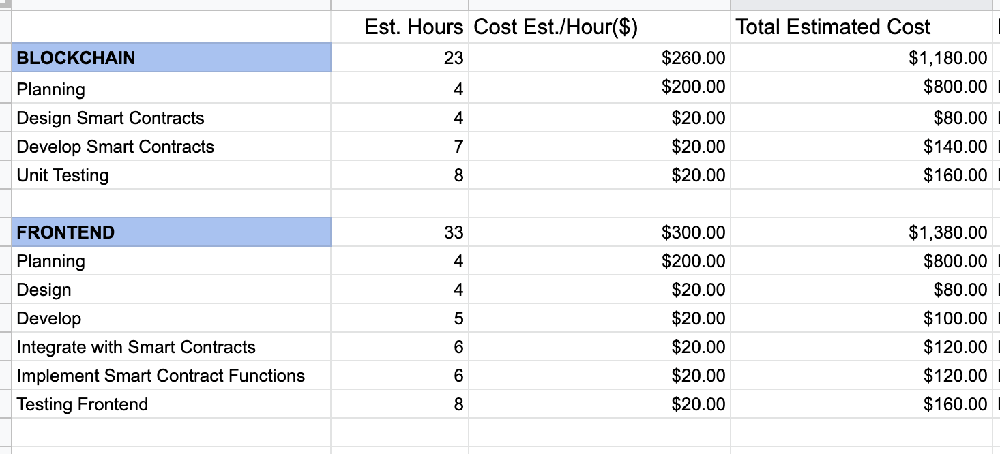 Est. Hours Cost Est./Hour($) Total Estimated Cost
BLOCKCHAIN 23 $260.00 $1,180.00
Planning 4 $200.00 $800.00
Design Smart Contracts 4 $20.00 $80.00
Develop Smart Contracts 7 $20.00 $140.00
Unit Testing 8 $20.00 $160.00
FRONTEND 33 $300.00 $1,380.00
Planning 4 $200.00 $800.00
Design 4 $20.00 $80.00
Develop 5 $20.00 $100.00
Integrate with Smart Contracts 6 $20.00 $120.00
Implement Smart Contract Functions 6 $20.00 $120.00
Testing Frontend 8 $20.00 $160.00